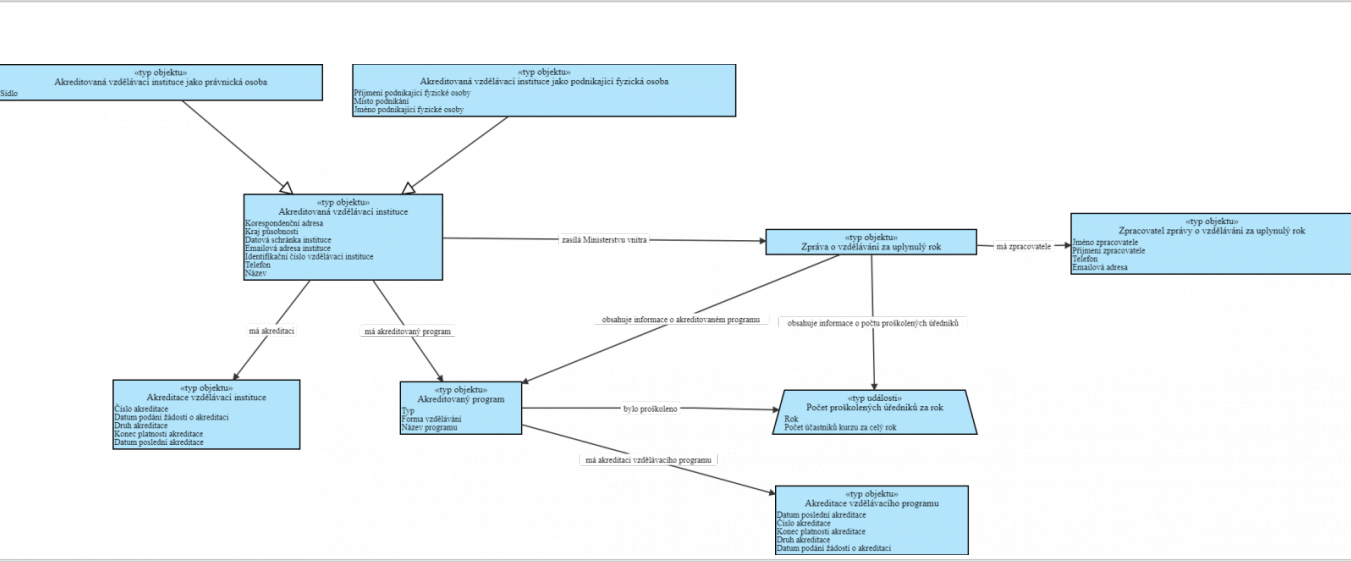 «typ objektu»
Akreditovaná vzdělávací instituce jako právnická osoba
Sídlo
«typ objektu»
Akreditovaná vzdělávací instituce jako podnikající fyzická osoba
Příjmení podnikající fyzické osoby
Místo podnikání
Jméno podnikající fyzické osoby
«typ objektu»
Akreditovaná vzdělávací instituce
Korespondenční adresa
Kraj působnosti
Datová schránka instituce
Emailová adresa instituce
Identifikační číslo vzdělávací instituce
Telefon
Název
zasílá Ministerstvu vnitra
«typ objektu»
Zpráva o vzdělávání za uplynulý rok
má zpracovatele
«typ objektu»
Zpracovatel zprávy o vzdělávání za uplynulý rok
Jméno zpracovatele
Příjmení zpracovatele
Telefon
Emailová adresa
má akreditaci
má akreditovaný program
obsahuje informace o akreditovaném programu
obsahuje informace o počtu proškolených úředníků
«typ objektu»
Akreditace vzdělávací instituce
Číslo akreditace
Datum podání žádosti o akreditaci
Druh akreditace
Konec platnosti akreditace
Datum poslední akreditace
«typ objektu»
Akreditovaný program
Typ
Forma vzdělávání
Název programu
bylo proškoleno
«typ události»
Počet proškolených úředníků za rok
Rok
Počet účastníků kurzu za celý rok
má akreditaci vzdělávacího programu
«typ objektu»
Akreditace vzdělávacího programu
Datum poslední akreditace
Číslo akreditace
Konec platnosti akreditace
Druh akreditace
Datum podání žádosti o akreditaci